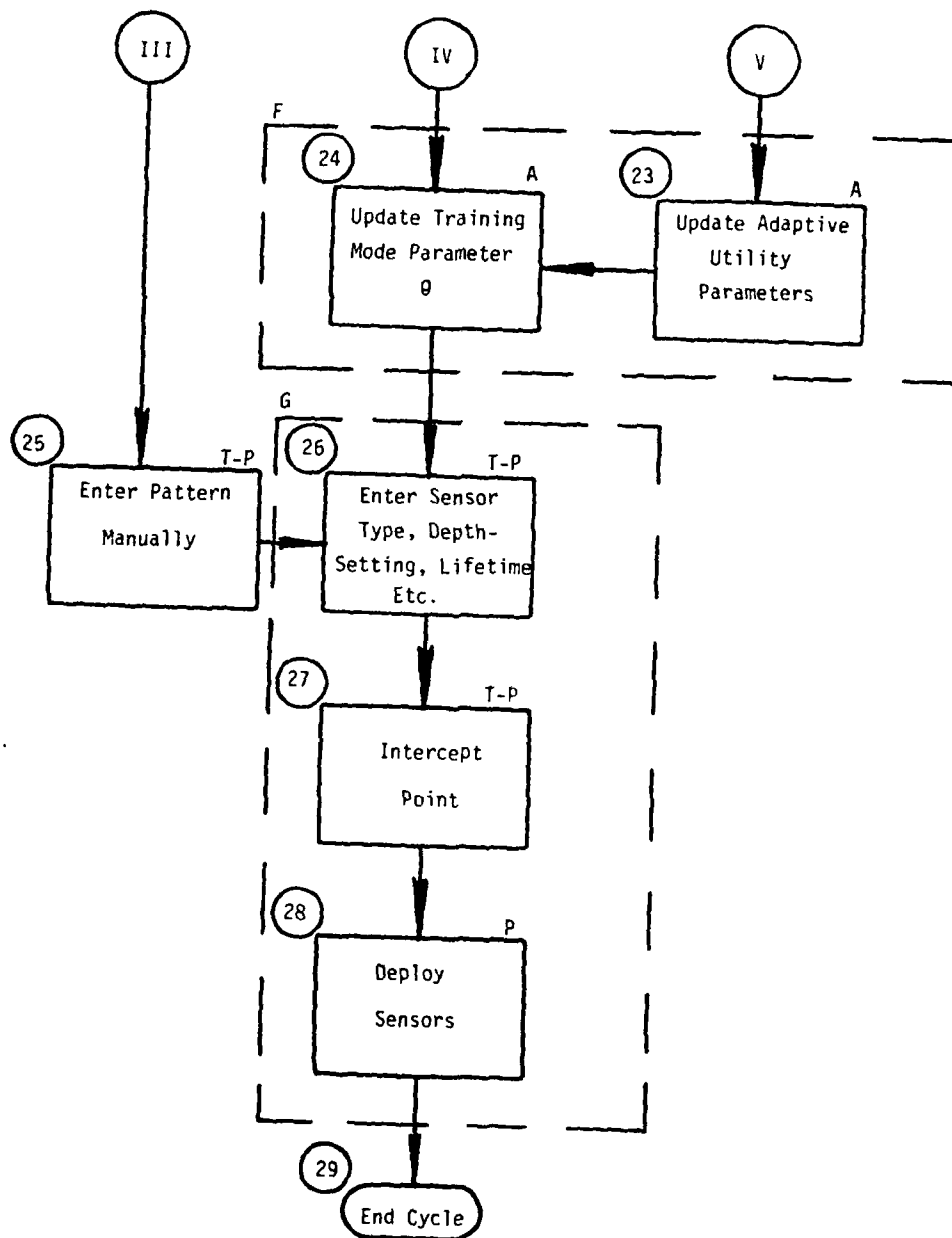 III
IV
V
F
24
A
23
A
Update Training
Mode Parameter
θ
Update Adaptive
Utility
Parameters
G
25
T-P
26
T-P
Enter Pattern
Manually
Enter Sensor
Type, Depth-
Setting, Lifetime
Etc.
27
T-P
Intercept
Point
28
P
Deploy
Sensors
29
End Cycle